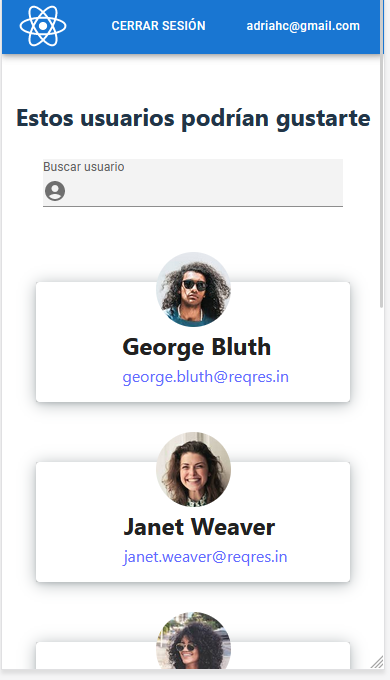 CERRAR SESIÓN adriahc@gmail.com
Estos usuarios podrían gustarte
Buscar usuario
George Bluth
george.bluth@reqres.in
Janet Weaver
janet.weaver@reqres.in